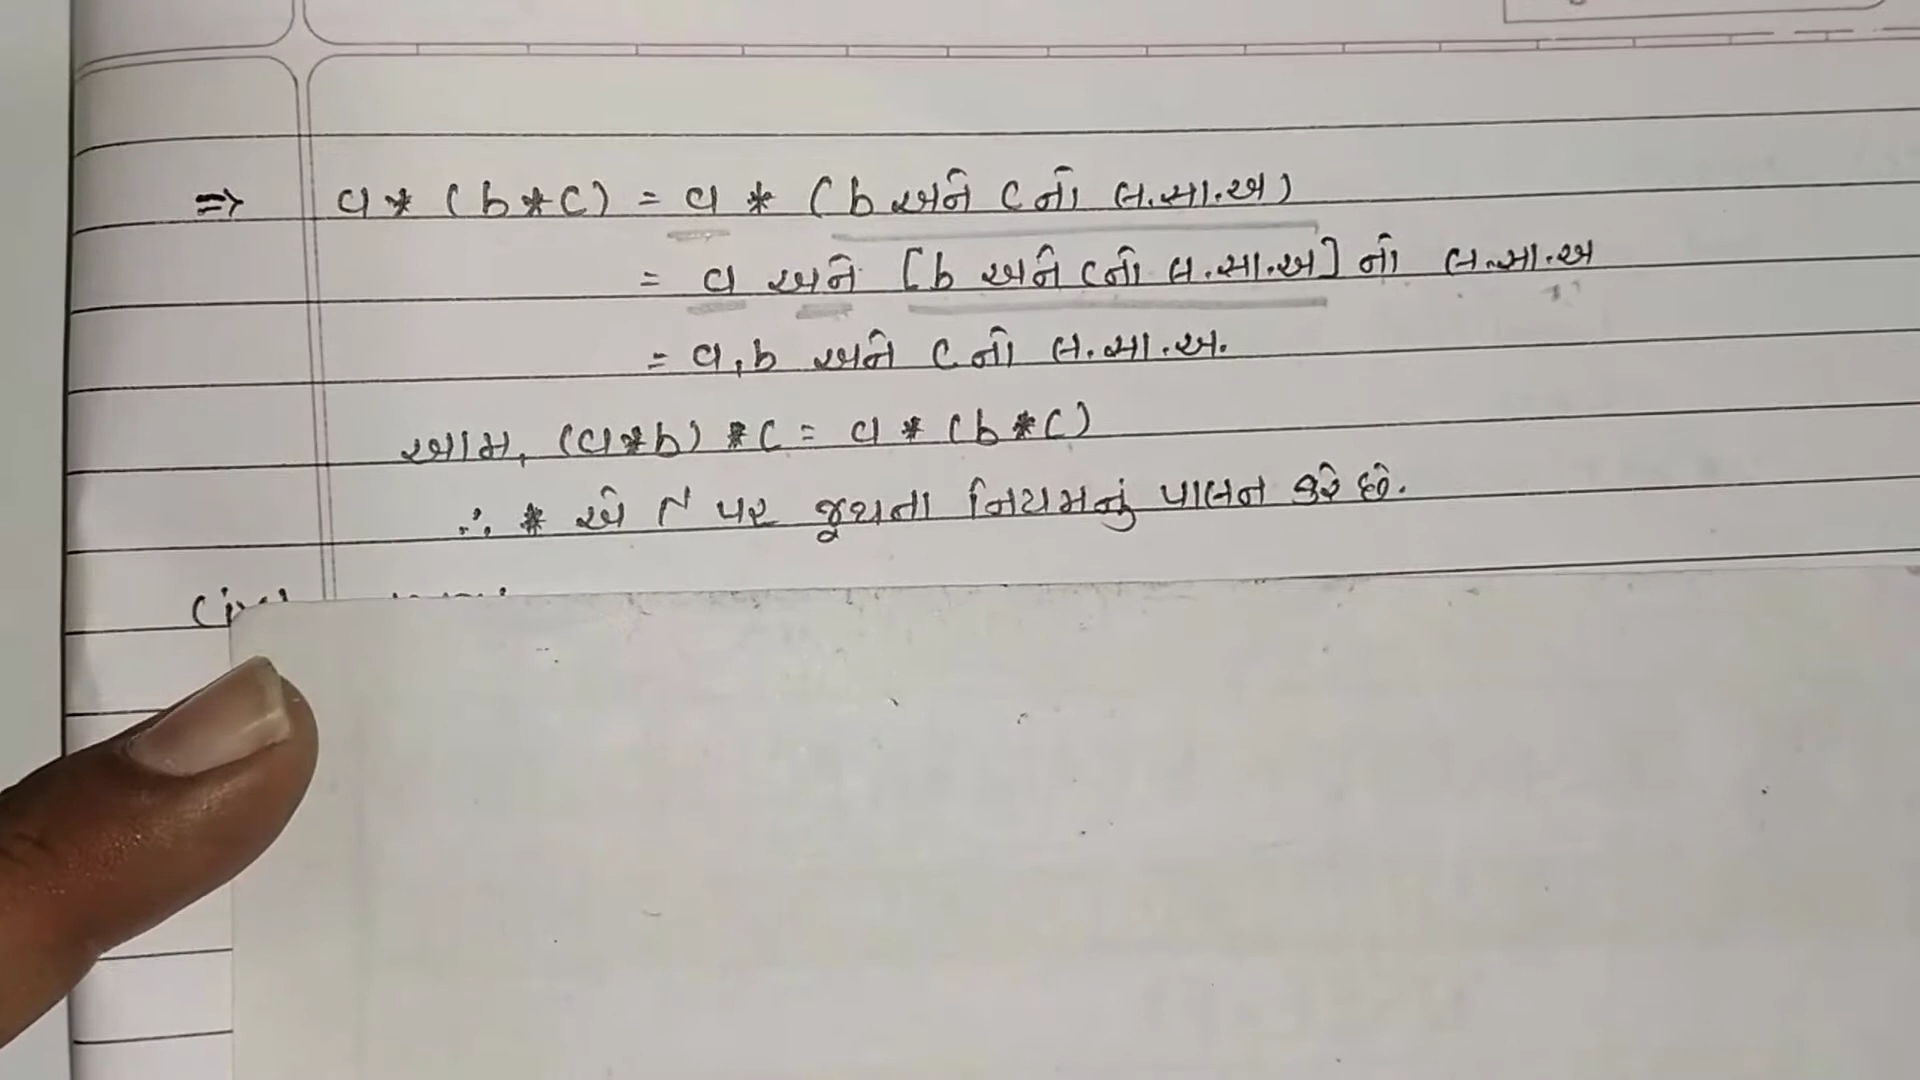 ⇒ a * (b * c) = a * (b અને c નો લ.સા.અ)
= a અને [b અને c નો લ.સા.અ] નો લ.સા.અ
= a, b અને c નો લ.સા.અ.
આમ, (a * b) * c = a * (b * c)
∴ * એ N પર જૂથના નિયમનું પાલન કરે છે.